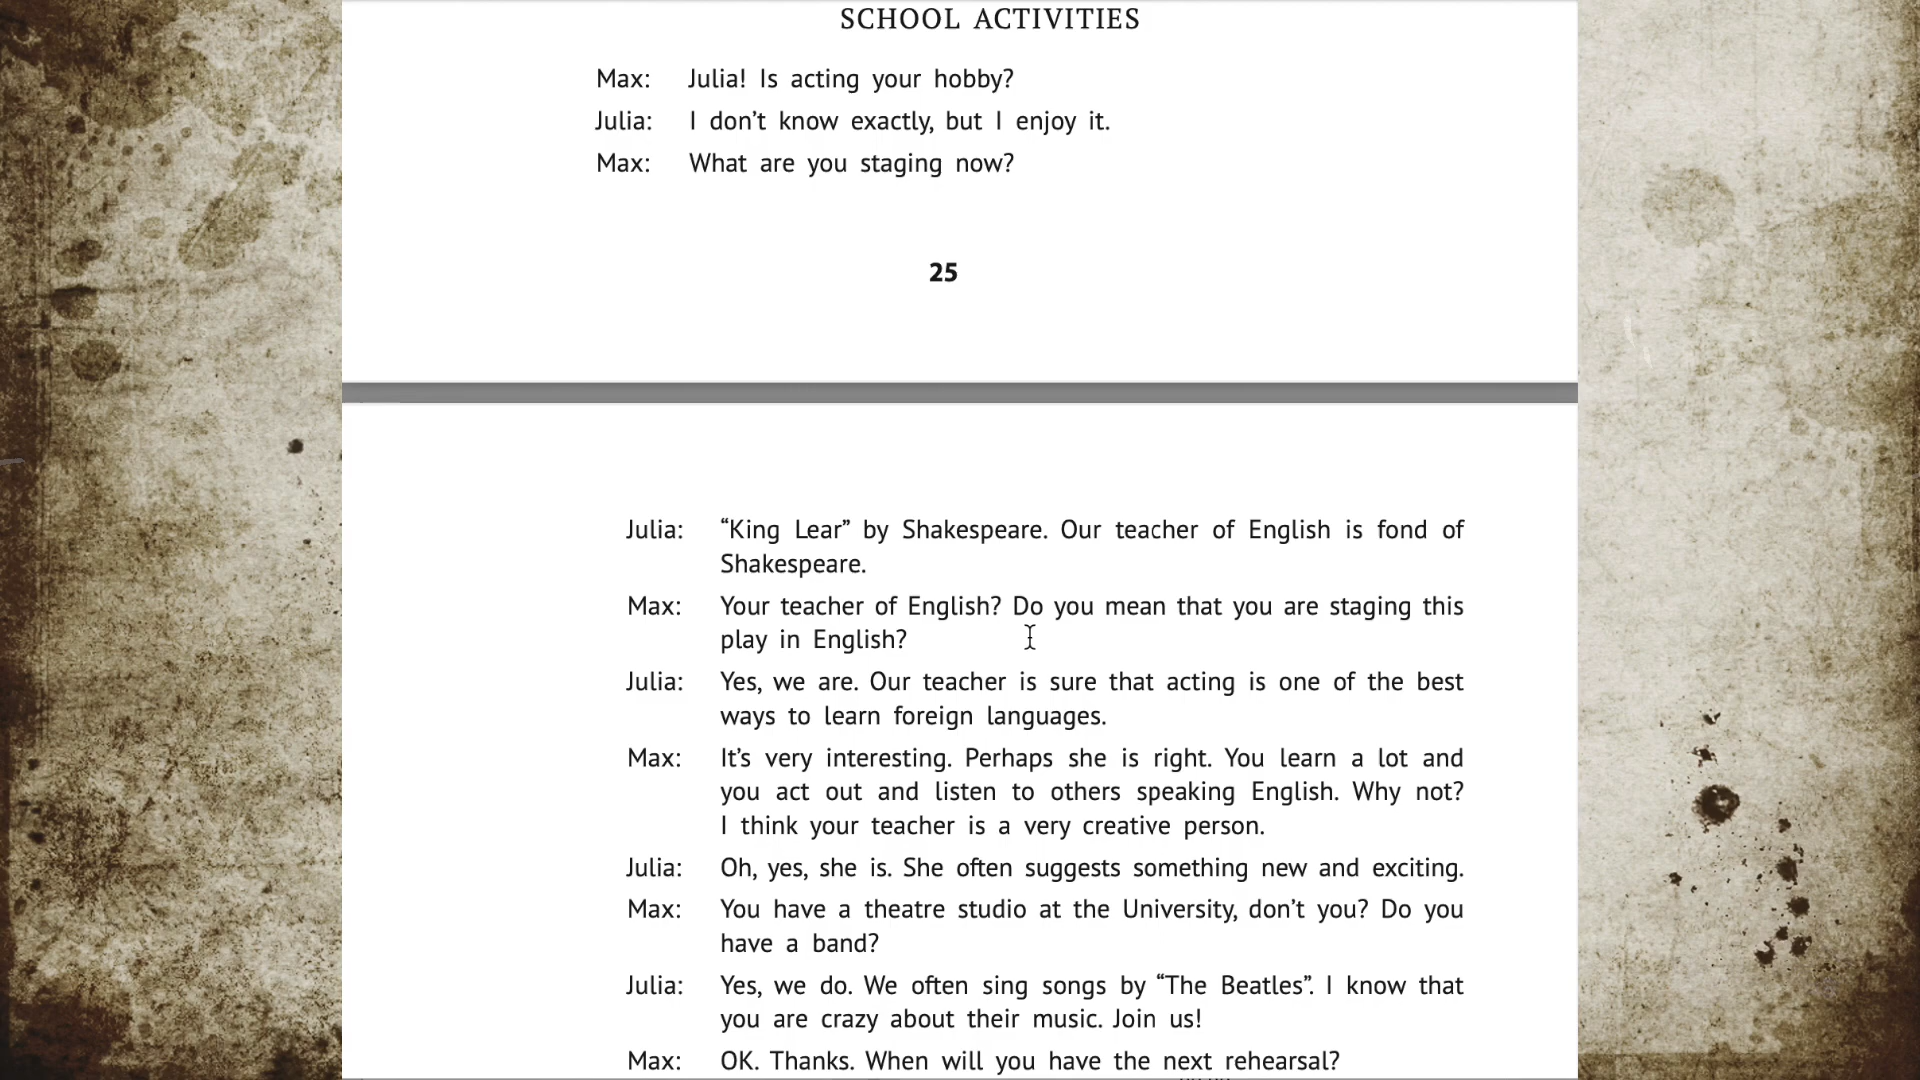 SCHOOL ACTIVITIES
Max: Julia! Is acting your hobby?
Julia: I don't know exactly, but I enjoy it.
Max: What are you staging now?
25
Julia: “King Lear” by Shakespeare. Our teacher of English is fond of
Shakespeare.
Max: Your teacher of English? Do you mean that you are staging this
play in English?
Julia: Yes, we are. Our teacher is sure that acting is one of the best
ways to learn foreign languages.
Max: It's very interesting. Perhaps she is right. You learn a lot and
you act out and listen to others speaking English. Why not?
I think your teacher is a very creative person.
Julia: Oh, yes, she is. She often suggests something new and exciting.
Max: You have a theatre studio at the University, don't you? Do you
have a band?
Julia: Yes, we do. We often sing songs by “The Beatles”. I know that
you are crazy about their music. Join us!
Max: OK. Thanks. When will you have the next rehearsal?